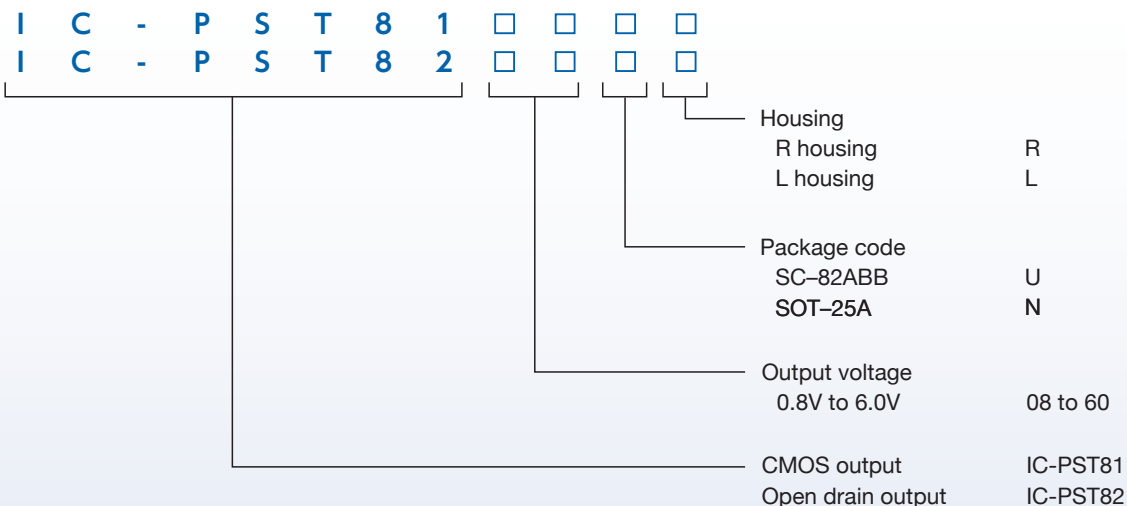 I C - P S T 8 1 □ □ □ □
I C - P S T 8 2 □ □ □ □
Housing
R housing R
L housing L
Package code
SC–82ABB U
SOT–25A N
Output voltage
0.8V to 6.0V 08 to 60
CMOS output IC-PST81
Open drain output IC-PST82